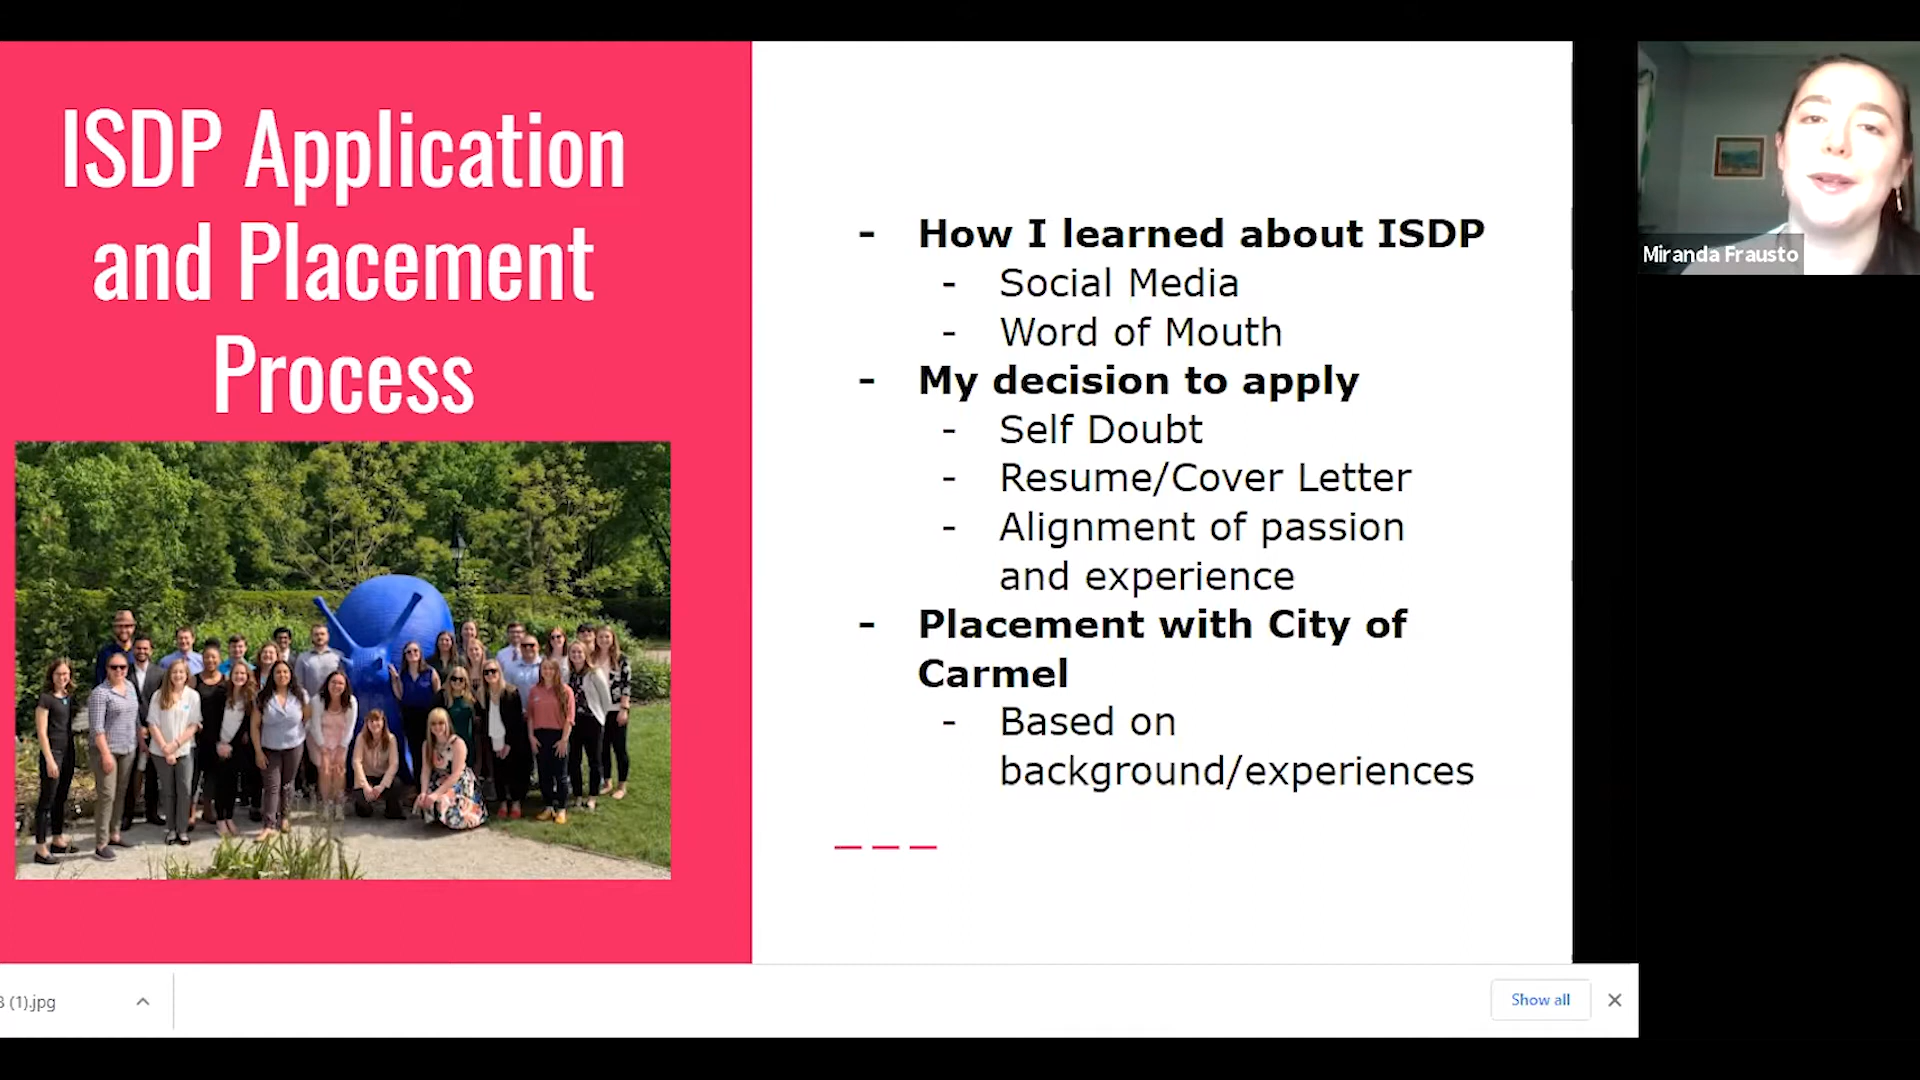 ISDP Application
and Placement
Process
- How I learned about ISDP
- Social Media
- Word of Mouth
- My decision to apply
- Self Doubt
- Resume/Cover Letter
- Alignment of passion
and experience
- Placement with City of
Carmel
- Based on
background/experiences
Miranda Frausto
(1).jpg
Show all